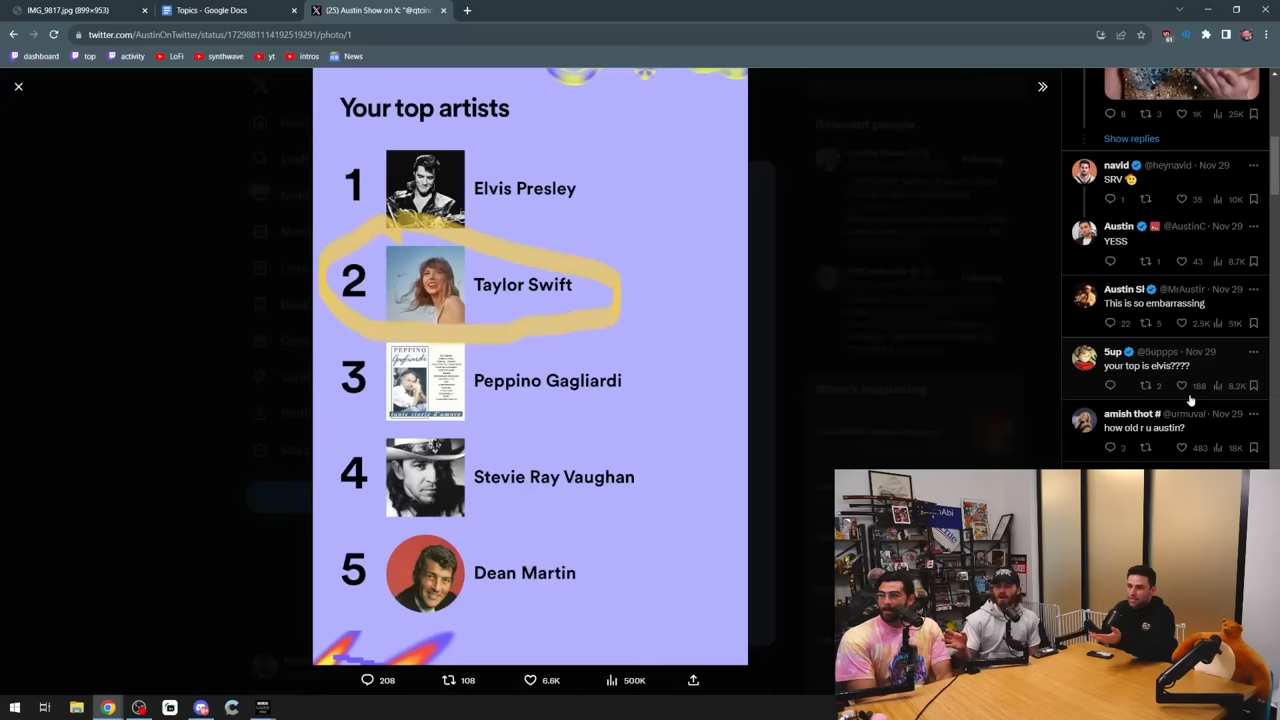 IMG_9817.jpg (899×953)
Topics - Google Docs
(25) Austin Show on X: "@qtcin
twitter.com/AustinOnTwitter/status/1729881114192519291/photo/1
dashboard
top
activity
LoFi
synthwave
yt
intros
News
Your top artists
1
Elvis Presley
2
Taylor Swift
3
Peppino Gagliardi
4
Stevie Ray Vaughan
5
Dean Martin
208
108
6.6K
500K
8
3
1K
25K
Show replies
navid @heynavid · Nov 29
SRV
1
35
10K
Austin @AustinC · Nov 29
YESS
1
43
8.7K
Austin Sl @MrAustir · Nov 29
This is so embarrassing
22
5
2.5K
51K
5up @5uppps · Nov 29
your top is elvis????
2
188
8.2K
amish thot # @urmuval · Nov 29
how old r u austin?
3
483
18K
PEPPINO
Gagliardi